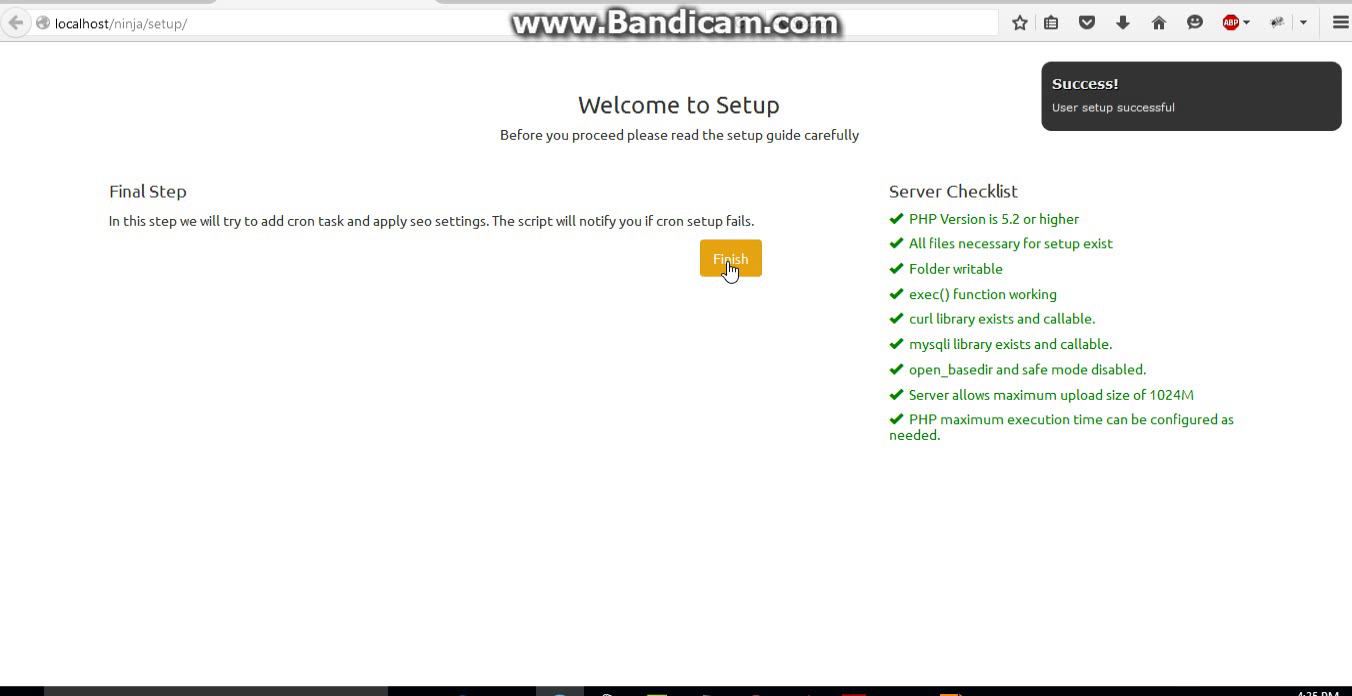 localhost/ninja/setup/
www.Bandicam.com
ABP
Success!
User setup successful
Welcome to Setup
Before you proceed please read the setup guide carefully
Final Step
In this step we will try to add cron task and apply seo settings. The script will notify you if cron setup fails.
Finish
Server Checklist
PHP Version is 5.2 or higher
All files necessary for setup exist
Folder writable
exec() function working
curl library exists and callable.
mysqli library exists and callable.
open_basedir and safe mode disabled.
Server allows maximum upload size of 1024M
PHP maximum execution time can be configured as
needed.